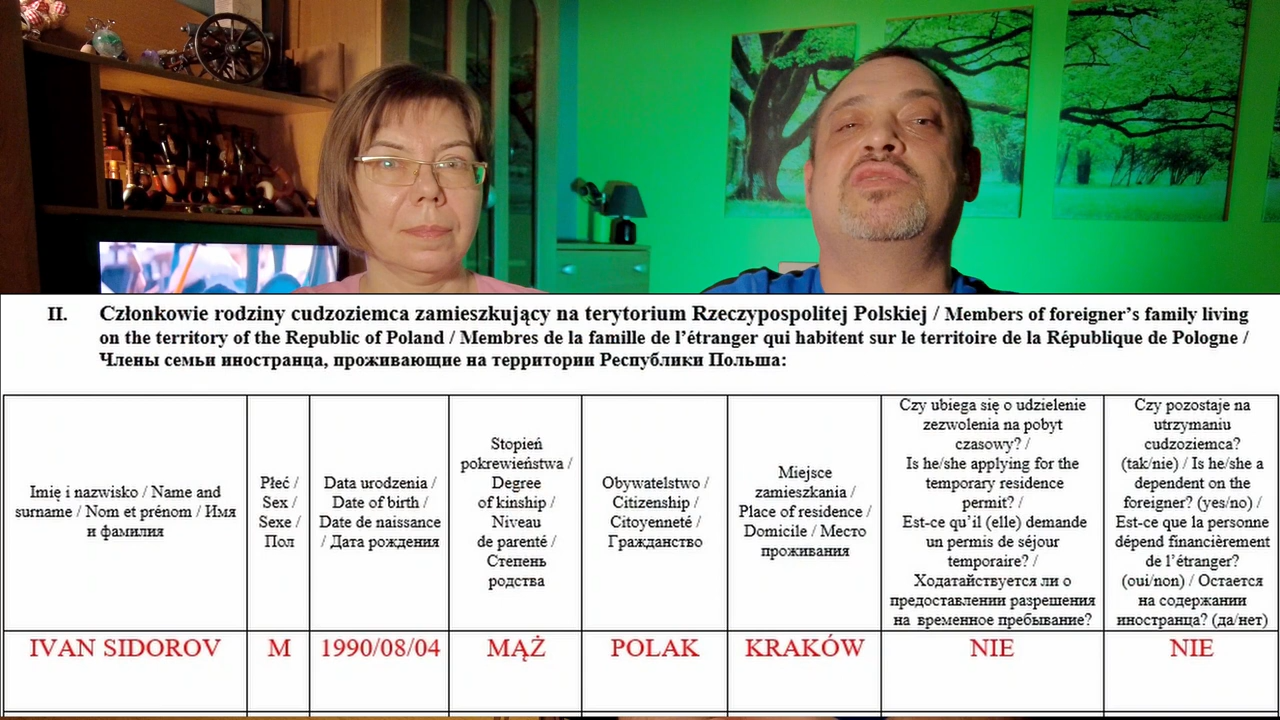 II. Członkowie rodziny cudzoziemca zamieszkujący na terytorium Rzeczypospolitej Polskiej / Members of foreigner's family living
on the territory of the Republic of Poland / Membres de la famille de l'étranger qui habitent sur le territoire de la République de Pologne /
Члены семьи иностранца, проживающие на территории Республики Польша:
Imię i nazwisko / Name and
surname / Nom et prénom / Имя
и фамилия
Płeć /
Sex /
Sexe /
Пол
Data urodzenia /
Date of birth /
Date de naissance
/ Дата рождения
Stopień
pokrewieństwa /
Degree
of kinship /
Niveau
de parenté /
Степень
родства
Obywatelstwo /
Citizenship /
Citoyenneté /
Гражданство
Miejsce
zamieszkania /
Place of residence /
Domicile / Место
проживания
Czy ubiega się o udzielenie
zezwolenia na pobyt
czasowy? /
Is he/she applying for the
temporary residence
permit? /
Est-ce qu'il (elle) demande
un permis de séjour
temporaire? /
Ходатайствуется ли о
предоставлении разрешения
на временное пребывание?
Czy pozostaje na
utrzymaniu
cudzoziemca?
(tak/nie) / Is he/she a
dependent on the
foreigner? (yes/no) /
Est-ce que la personne
dépend financièrement
de l'étranger?
(oui/non) / Остается
на содержании
иностранца? (да/нет)
IVAN SIDOROV M 1990/08/04 MĄŻ POLAK KRAKÓW NIE NIE